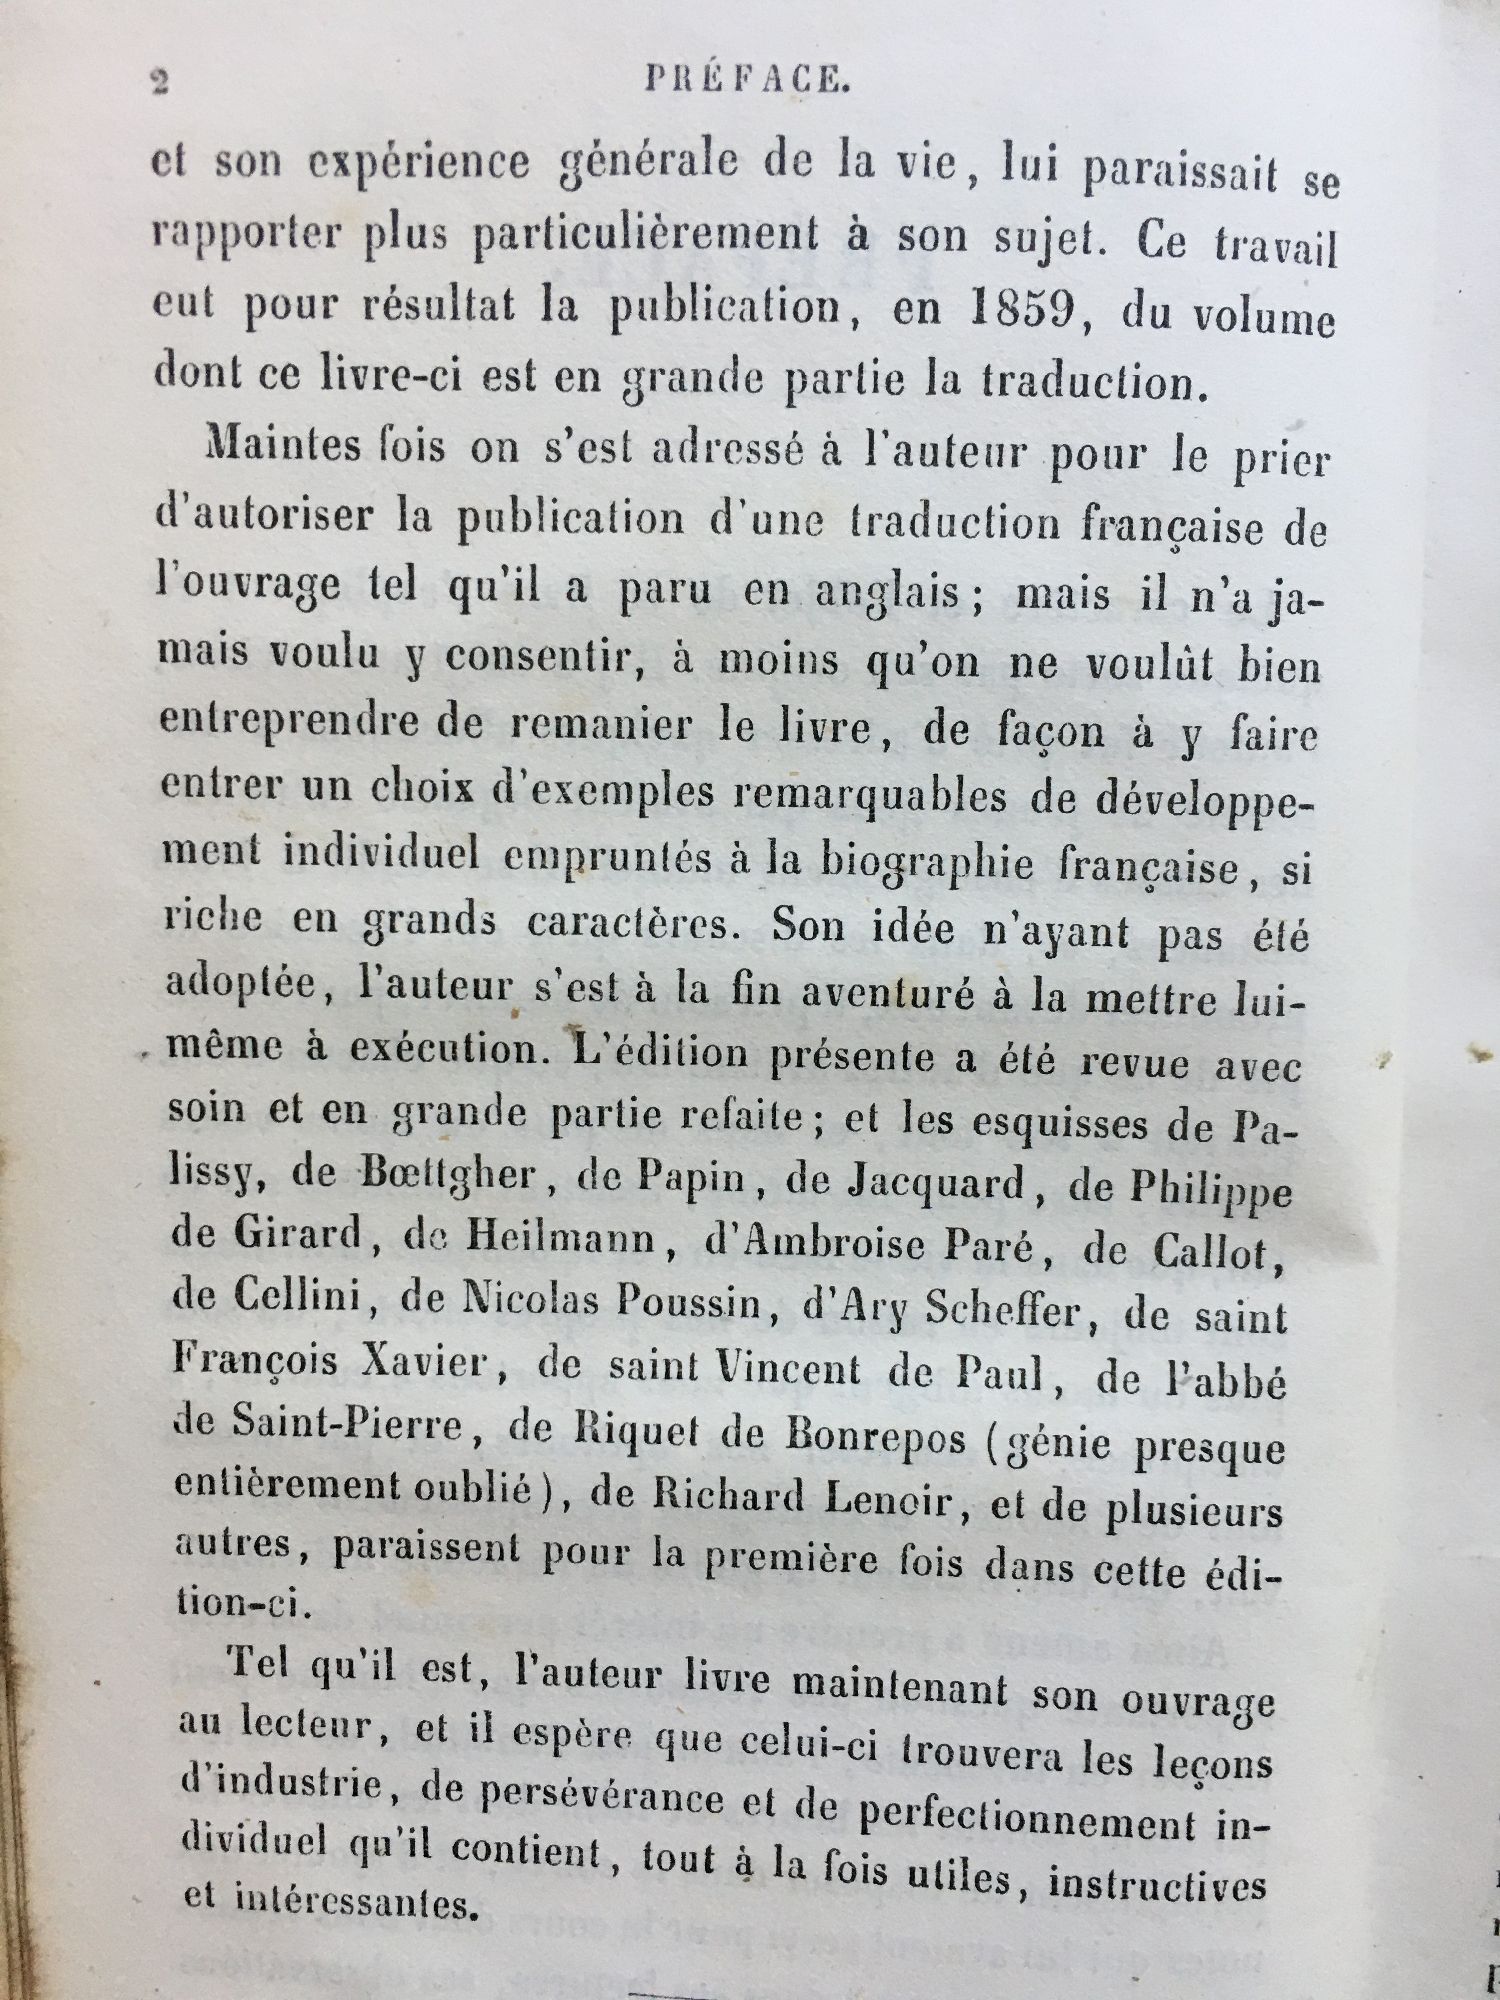 2 PRÉFACE.
et son expérience générale de la vie, lui paraissait se
rapporter plus particulièrement à son sujet. Ce travail
eut pour résultat la publication, en 1859, du volume
dont ce livre-ci est en grande partie la traduction.
Maintes fois on s'est adressé à l'auteur pour le prier
d'autoriser la publication d'une traduction française de
l'ouvrage tel qu'il a paru en anglais ; mais il n'a ja-
mais voulu y consentir, à moins qu'on ne voulût bien
entreprendre de remanier le livre, de façon à y faire
entrer un choix d'exemples remarquables de développe-
ment individuel empruntés à la biographie française, si
riche en grands caractères. Son idée n'ayant pas été
adoptée, l'auteur s'est à la fin aventuré à la mettre lui-
même à exécution. L'édition présente a été revue avec
soin et en grande partie refaite ; et les esquisses de Pa-
lissy, de Bœttgher, de Papin, de Jacquard, de Philippe
de Girard, de Heilmann, d'Ambroise Paré, de Callot,
de Cellini, de Nicolas Poussin, d'Ary Scheffer, de saint
François Xavier, de saint Vincent de Paul, de l'abbé
de Saint-Pierre, de Riquet de Bonrepos (génie presque
entièrement oublié), de Richard Lenoir, et de plusieurs
autres, paraissent pour la première fois dans cette édi-
tion-ci.
Tel qu'il est, l'auteur livre maintenant son ouvrage
au lecteur, et il espère que celui-ci trouvera les leçons
d'industrie, de persévérance et de perfectionnement in-
dividuel qu'il contient, tout à la fois utiles, instructives
et intéressantes.